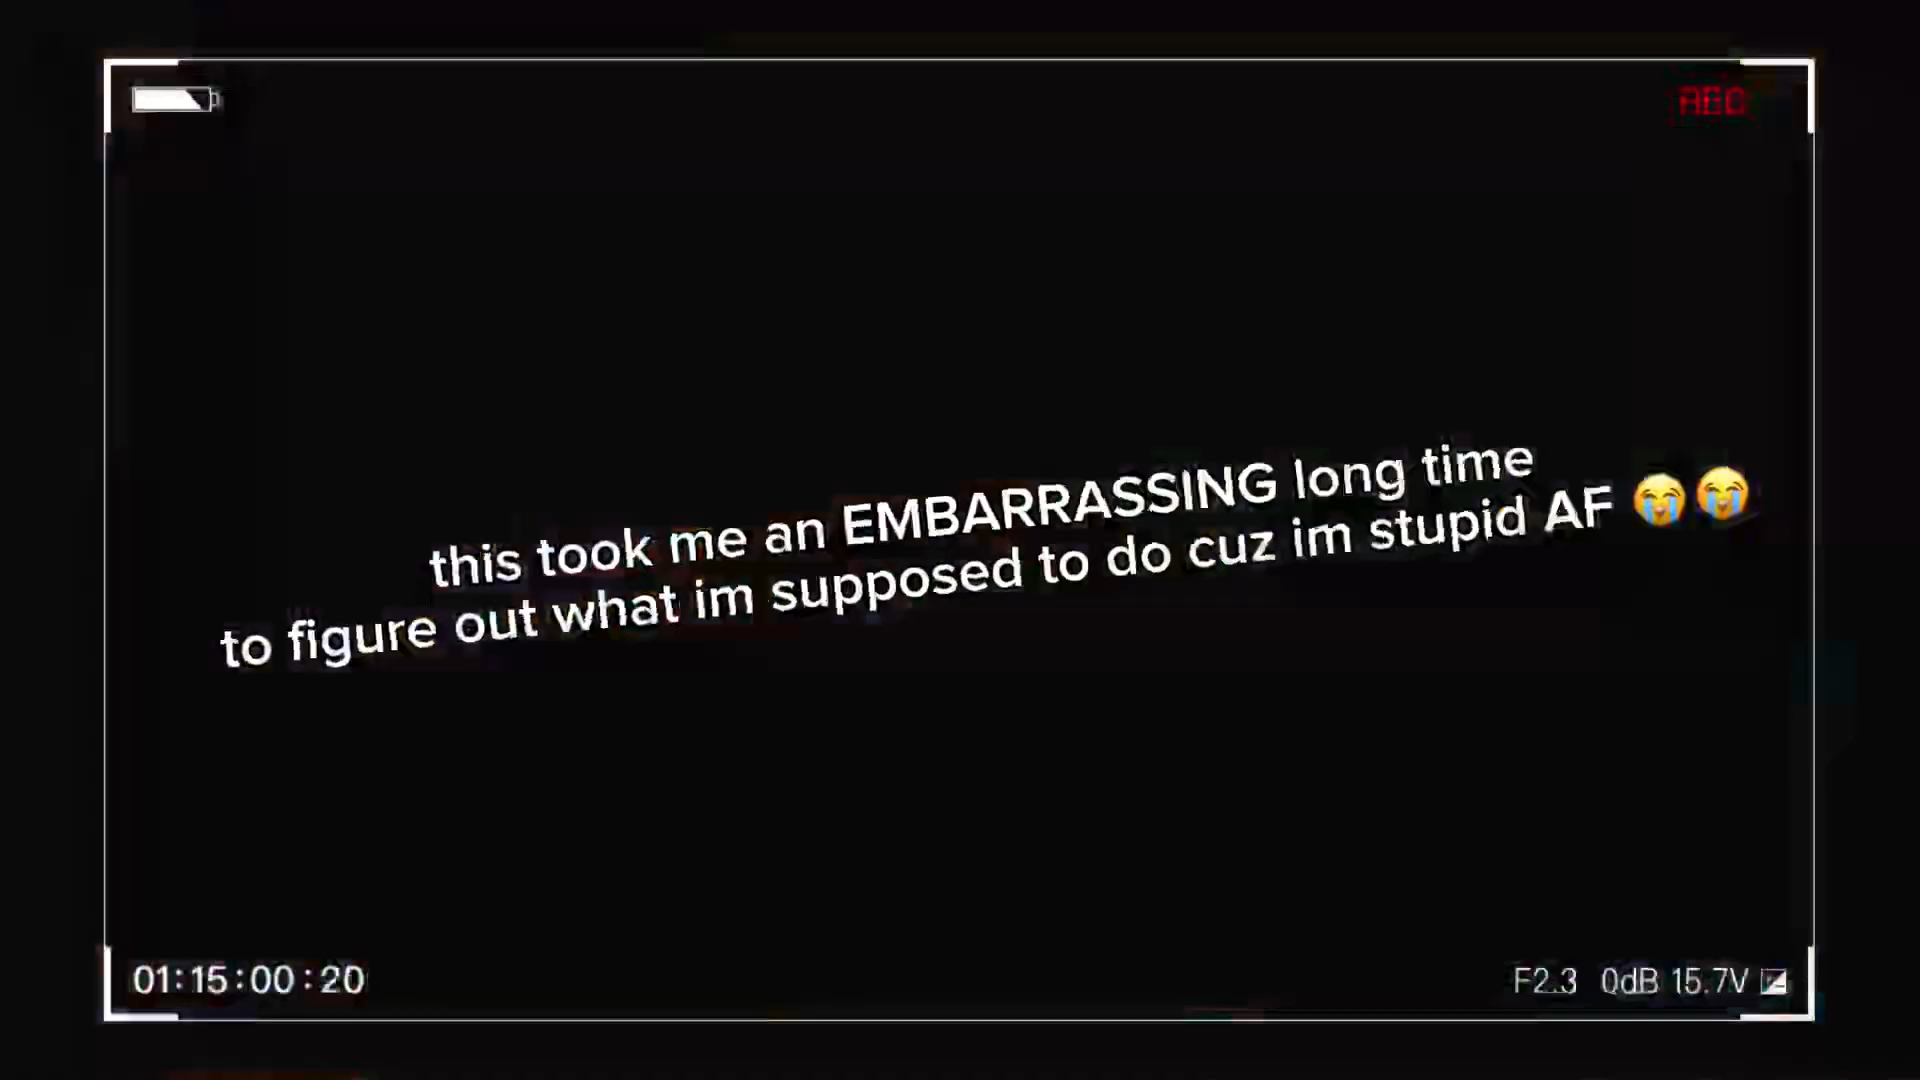 this took me an EMBARRASSING long time
to figure out what im supposed to do cuz im stupid AF 😭😭
01:15:00:20
F2.3 0dB 15.7V